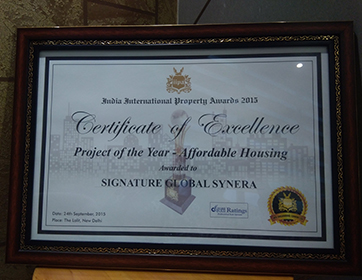 India International Property Awards 2015
Certificate of Excellence
Project of the Year - Affordable Housing
Awarded to
SIGNATURE GLOBAL SYNERA
Ratings
Date: 24th September, 2015
Place: The Lalit, New Delhi